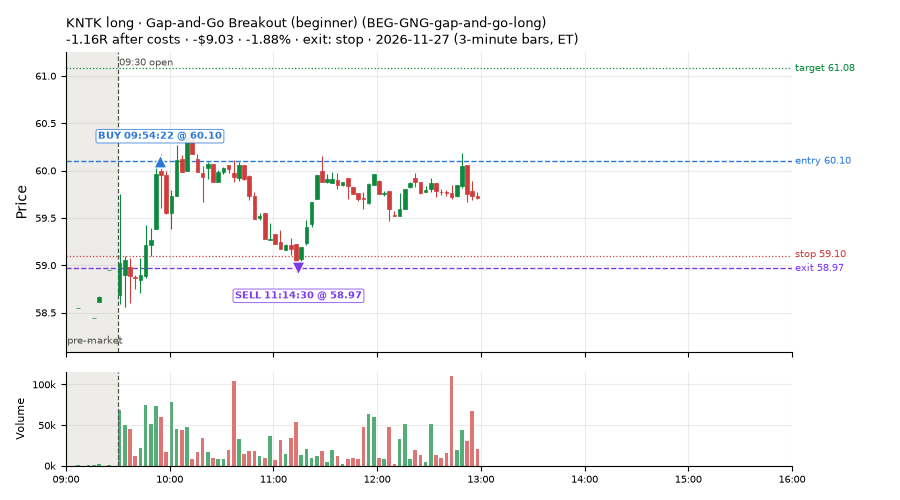 KNTK long · Gap-and-Go Breakout (beginner) (BEG-GNG-gap-and-go-long)
-1.16R after costs · -$9.03 · -1.88% · exit: stop · 2026-11-27 (3-minute bars, ET)
09:30 open
target 61.08
61.0
60.5
BUY 09:54:22 @ 60.10
entry 60.10
60.0
Price
59.5
stop 59.10
59.0
exit 58.97
SELL 11:14:30 @ 58.97
58.5
pre-market
100k
Volume
50k
0k
09:00 10:00 11:00 12:00 13:00 14:00 15:00 16:00